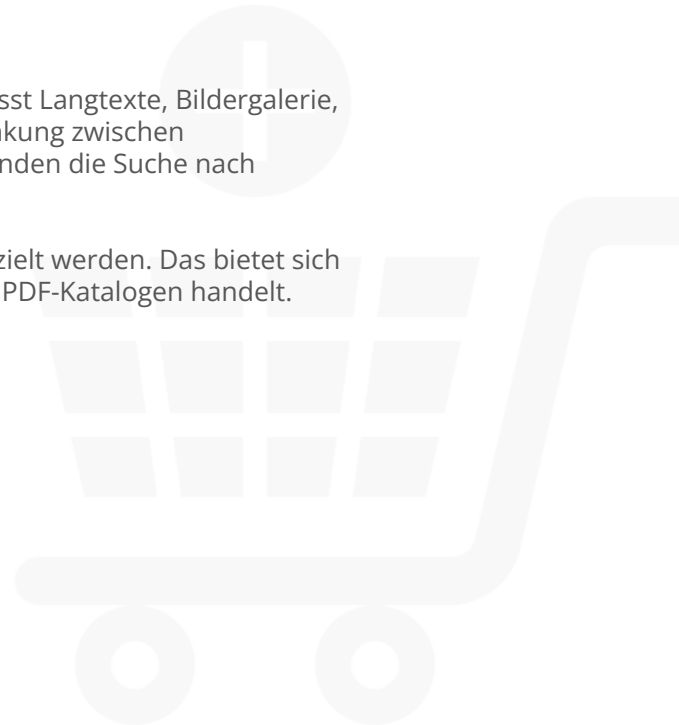 sst Langtexte, Bildergalerie,
kung zwischen
nden die Suche nach
zielt werden. Das bietet sich
PDF-Katalogen handelt.